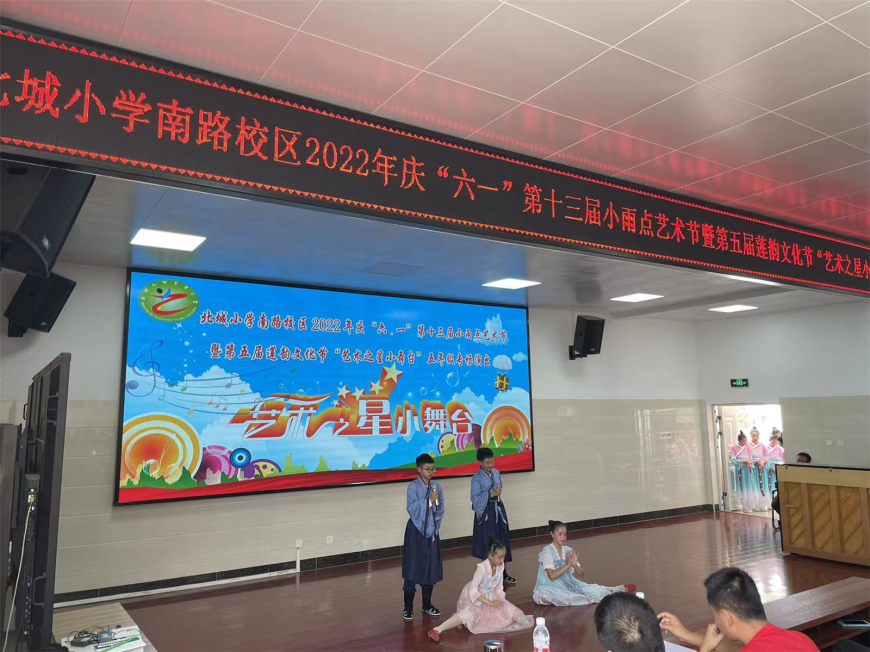 北城小学南路校区2022年庆“六一”第十三届小雨点艺术节暨第五届莲韵文化节“艺术之星小
北城小学南路校区2022年庆“六.一”第十三届小雨点艺术节
暨第五届莲韵文化节“艺术之星小舞台”五年级专场演出
艺术之星小舞台